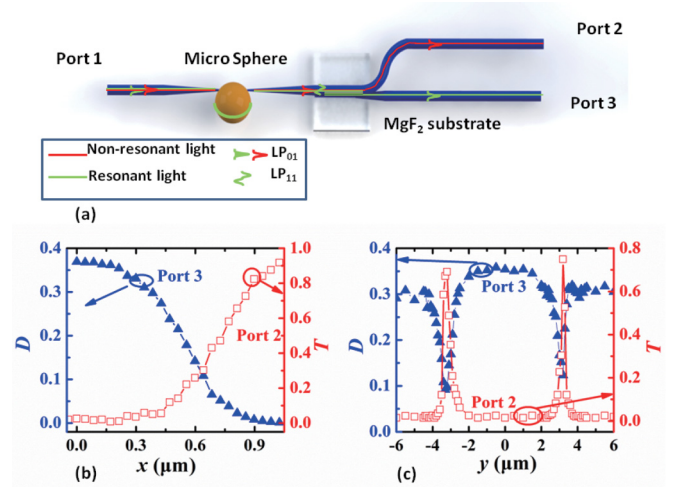 (a)
Port 1
Micro Sphere
Port 2
Port 3
MgF2 substrate
Non-resonant light
LP01
Resonant light
LP11
0.4
0.3
0.2
0.1
0.0
D
Port 3
Port 2
1.0
0.8
0.6
0.4
0.2
0.0
T
0.0 0.3 0.6 0.9
(b)
x (μm)
0.4
0.3
0.2
0.1
0.0
D
Port 3
Port 2
0.8
0.6
0.4
0.2
0.0
T
-6 -4 -2 0 2 4 6
(c)
y (μm)